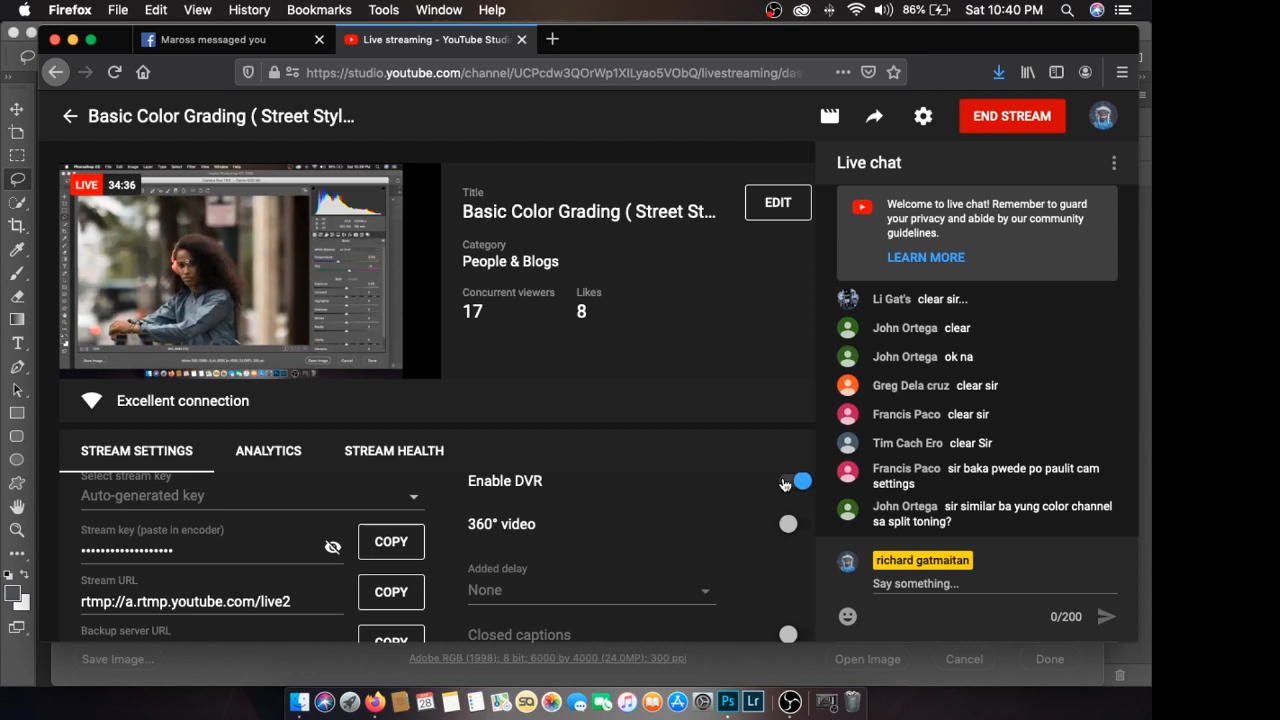 Firefox File Edit View History Bookmarks Tools Window Help 86% Sat 10:40 PM
Maross messaged you
Live streaming - YouTube Studi
https://studio.youtube.com/channel/UCPcdw3QOrWp1XILyao5VObQ/livestreaming/da
Basic Color Grading ( Street Styl...
END STREAM
LIVE 34:36
Title
Basic Color Grading ( Street St...
EDIT
Category
People & Blogs
Concurrent viewers
17
Likes
8
Excellent connection
STREAM SETTINGS ANALYTICS STREAM HEALTH
Select stream key
Auto-generated key
Stream key (paste in encoder)
•••••••••••••••••••
COPY
Stream URL
rtmp://a.rtmp.youtube.com/live2
COPY
Backup server URL
COPY
Enable DVR
360° video
Added delay
None
Closed captions
Live chat
Welcome to live chat! Remember to guard
your privacy and abide by our community
guidelines.
LEARN MORE
Li Gat's clear sir...
John Ortega clear
John Ortega ok na
Greg Dela cruz clear sir
Francis Paco clear sir
Tim Cach Ero clear Sir
Francis Paco sir baka pwede po paulit cam
settings
John Ortega sir similar ba yung color channel
sa split toning?
richard gatmaitan
Say something...
0/200
Save Image...
Adobe RGB (1998); 8 bit; 6000 by 4000 (24.0MP); 300 ppi
Open Image Cancel Done
Ps Lr